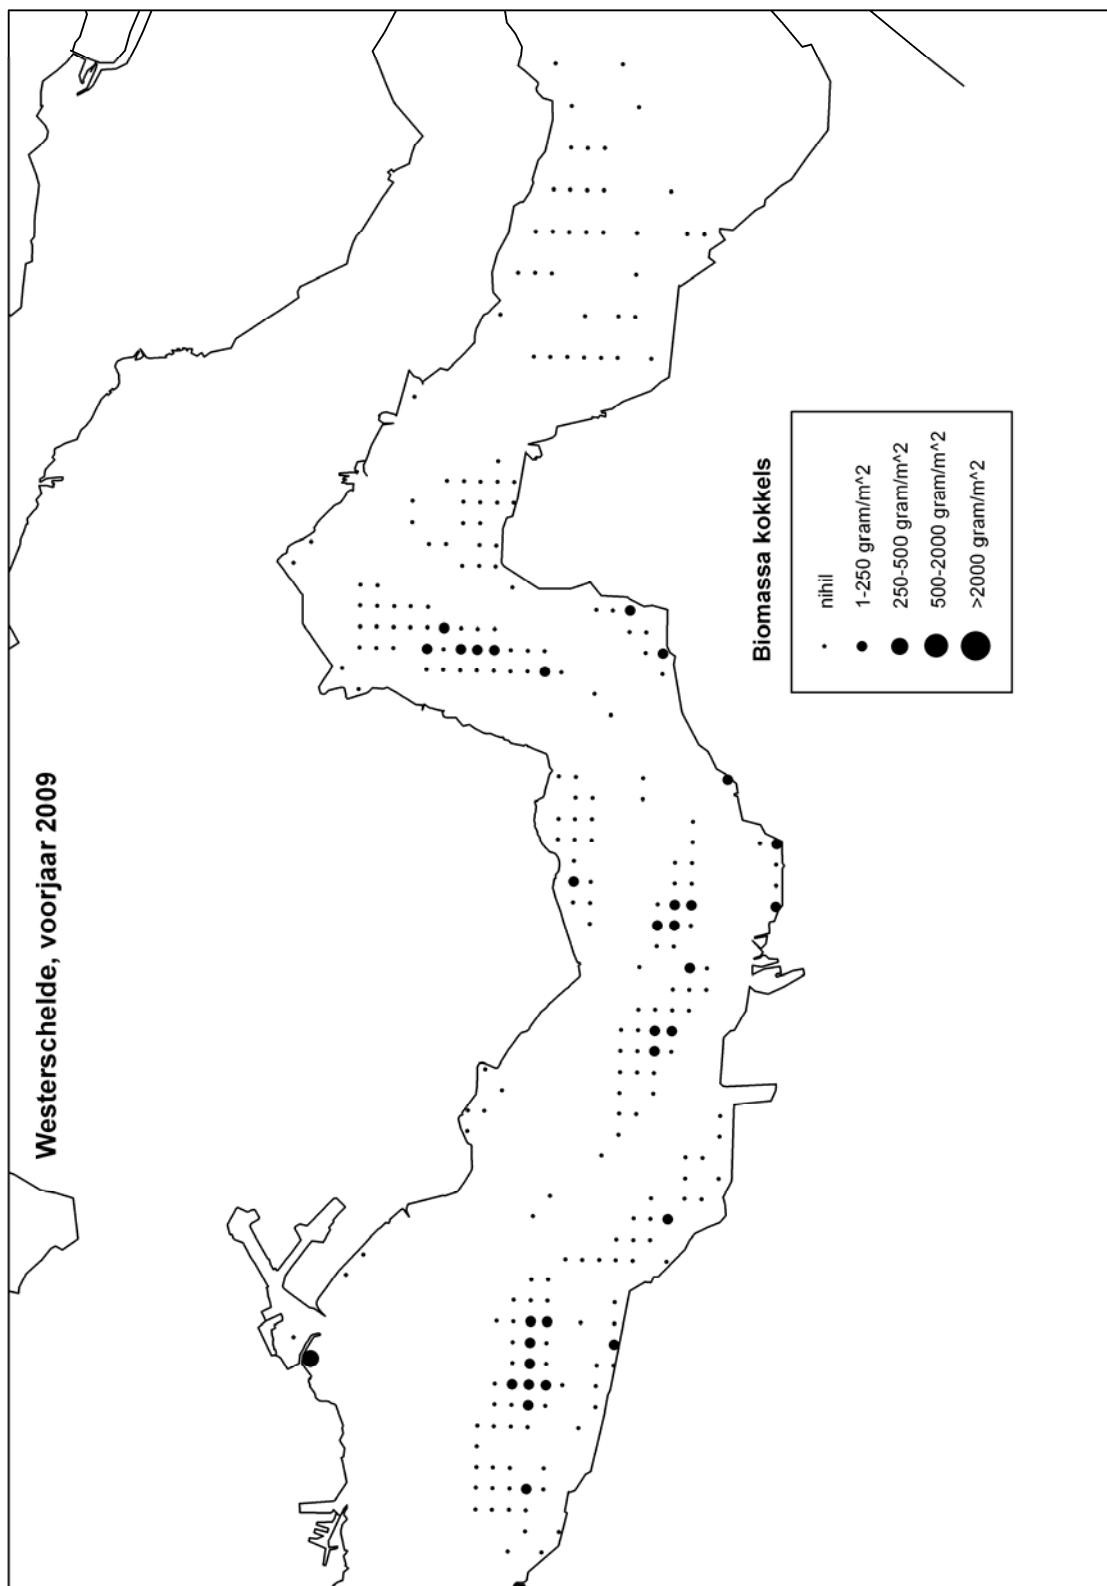 Westerschelde, voorjaar 2009
Biomassa kokkels
nihil
1-250 gram/m^2
250-500 gram/m^2
500-2000 gram/m^2
>2000 gram/m^2